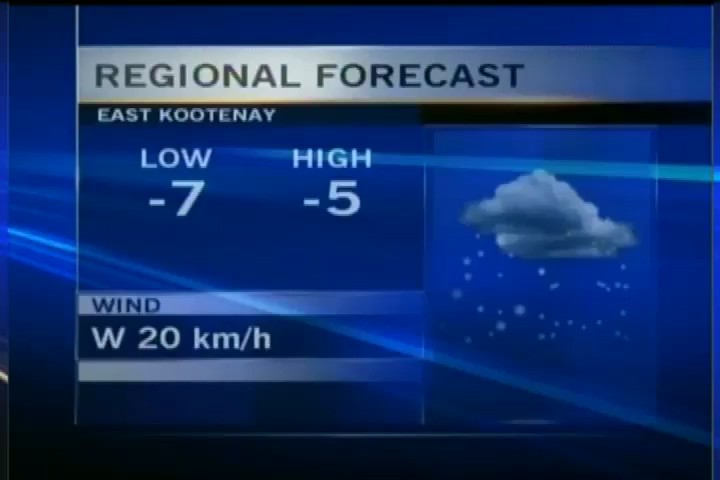 REGIONAL FORECAST
EAST KOOTENAY
LOW HIGH
-7 -5
WIND
W 20 km/h